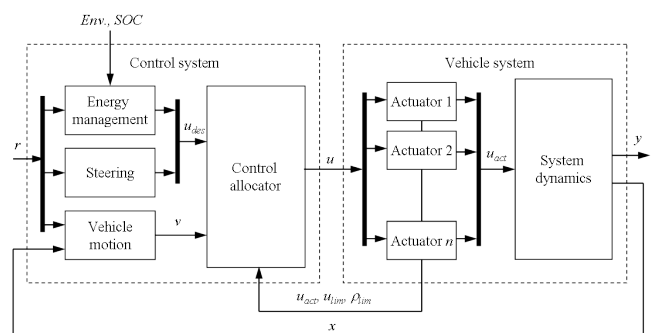 Env., SOC
Control system
Vehicle system
Energy management
Actuator 1
u_des
r
Steering
Control allocator
u
Actuator 2
u_act
System dynamics
y
Vehicle motion
v
Actuator n
u_act, u_lim, ρ_lim
x